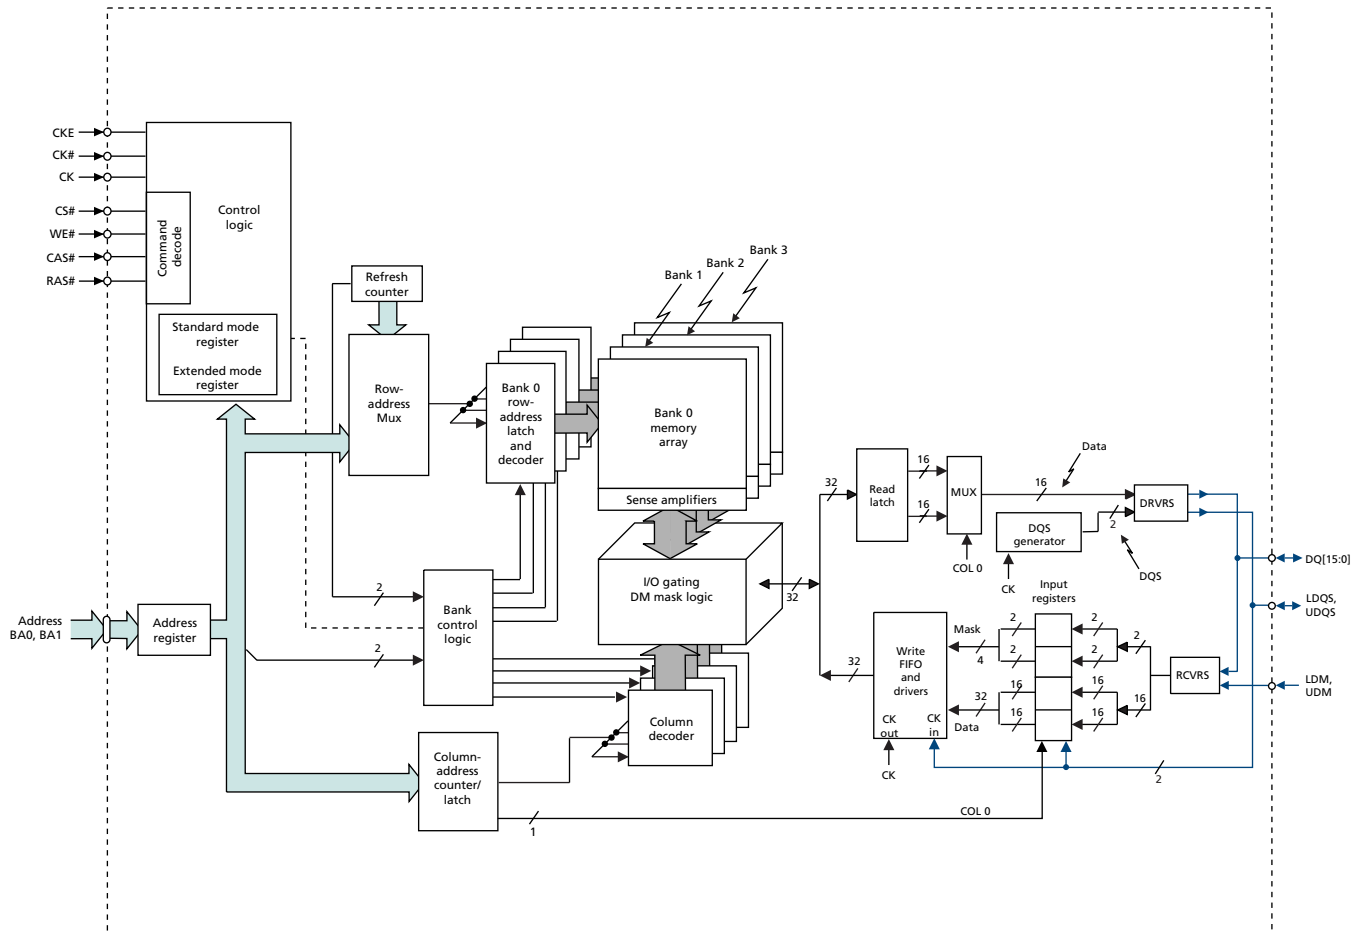 CKE
CK#
CK
CS#
WE#
CAS#
RAS#
Control
logic
Command
decode
Standard mode
register
Extended mode
register
Refresh
counter
Row-
address
Mux
Bank 0
row-
address
latch
and
decoder
Bank 1
Bank 2
Bank 3
Bank 0
memory
array
Sense amplifiers
I/O gating
DM mask logic
Address
BA0, BA1
Address
register
2
2
Bank
control
logic
Column
decoder
Column-
address
counter/
latch
1
COL 0
32
32
32
Read
latch
16
16
MUX
COL 0
16
Data
DQS
generator
CK
2
DQS
DRVRS
DQ[15:0]
LDQS,
UDQS
LDM,
UDM
RCVRS
Input
registers
2
2
2
2
2
16
16
16
16
16
Mask
4
32
Data
Write
FIFO
and
drivers
CK
out
CK
in
CK
2